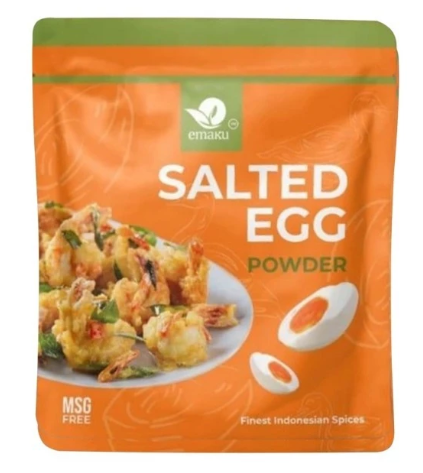 emaku
SALTED
EGG
POWDER
MSG
FREE
Finest Indonesian Spices